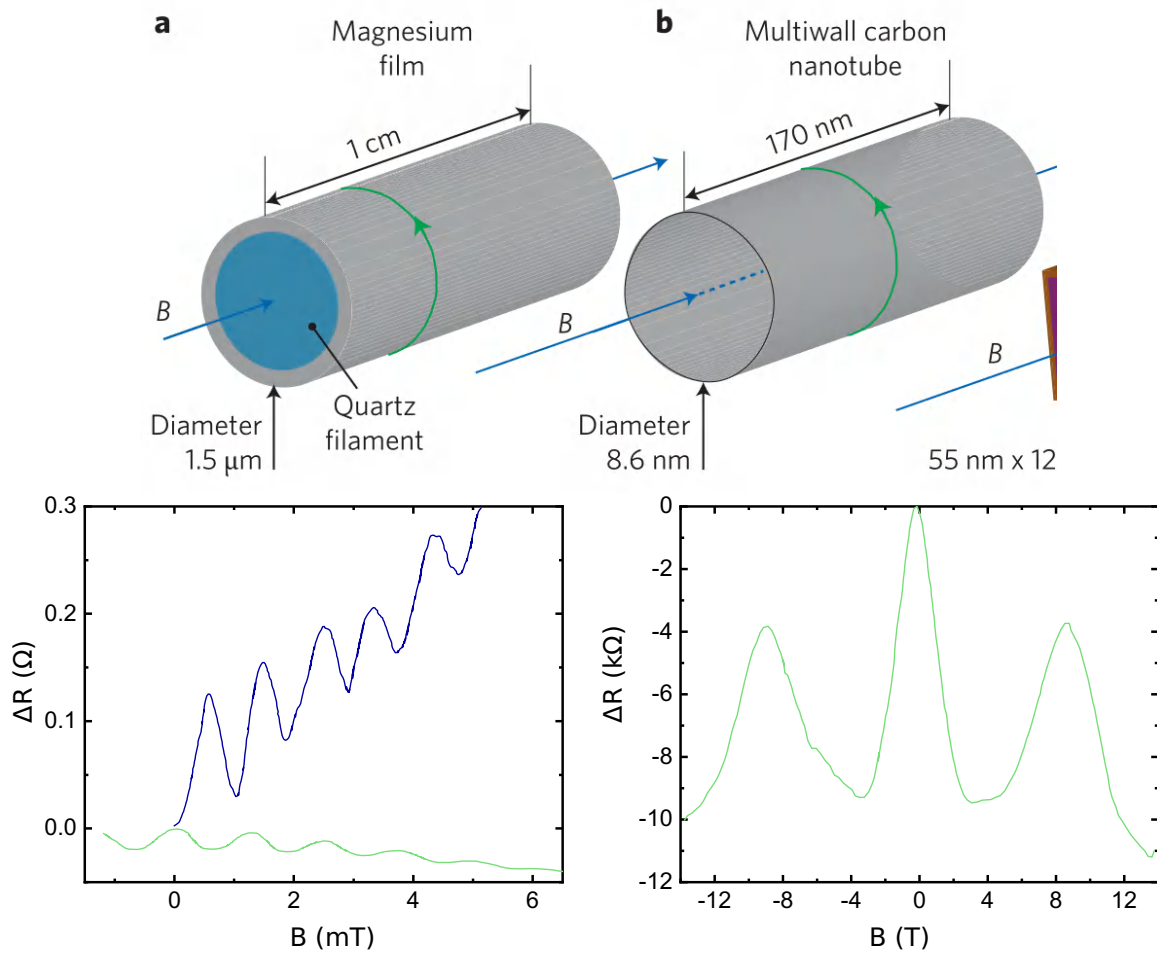 a
Magnesium
film
1 cm
B
Quartz
filament
Diameter
1.5 μm
b
Multiwall carbon
nanotube
170 nm
B
Diameter
8.6 nm
B
55 nm x 12
0.3
0.2
0.1
0.0
ΔR (Ω)
0 2 4 6
B (mT)
0
-2
-4
-6
-8
-10
-12
ΔR (kΩ)
-12 -8 -4 0 4 8 12
B (T)